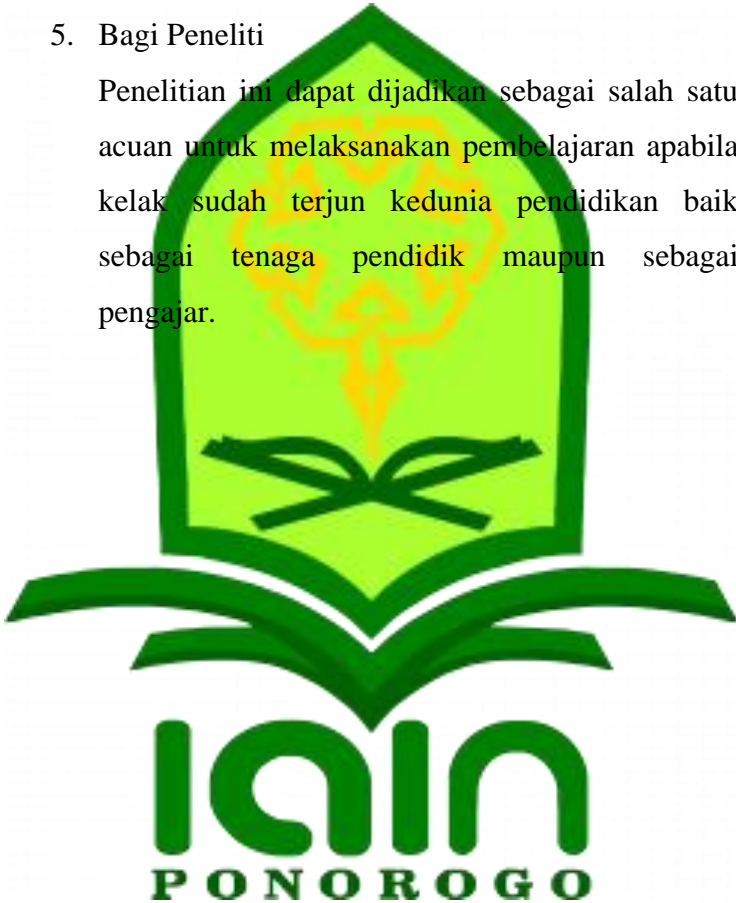 5. Bagi Peneliti
Penelitian ini dapat dijadikan sebagai salah satu
acuan untuk melaksanakan pembelajaran apabila
kelak sudah terjun kedunia pendidikan baik
sebagai tenaga pendidik maupun sebagai
pengajar.
IAIN
PONOROGO